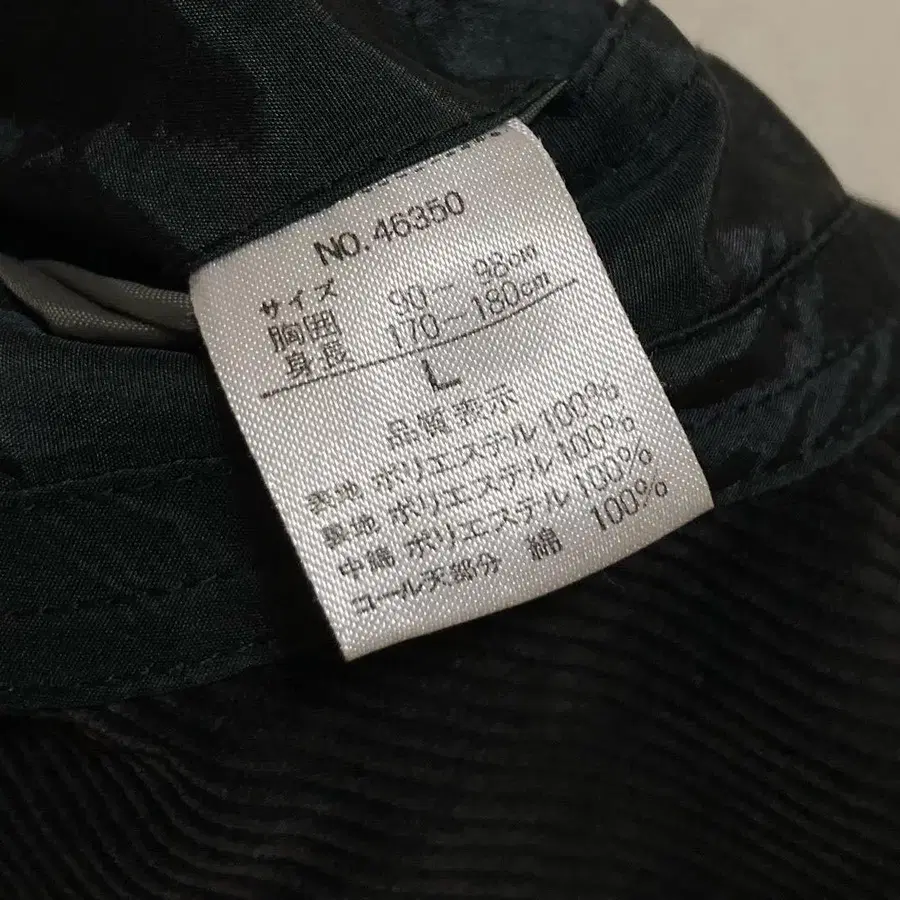 NO.46350
サイズ
胸囲 90〜98cm
身長 170〜180cm
L
品質表示
表地 ポリエステル100%
裏地 ポリエステル100%
中綿 ポリエステル100%
コール天部分 綿 100%